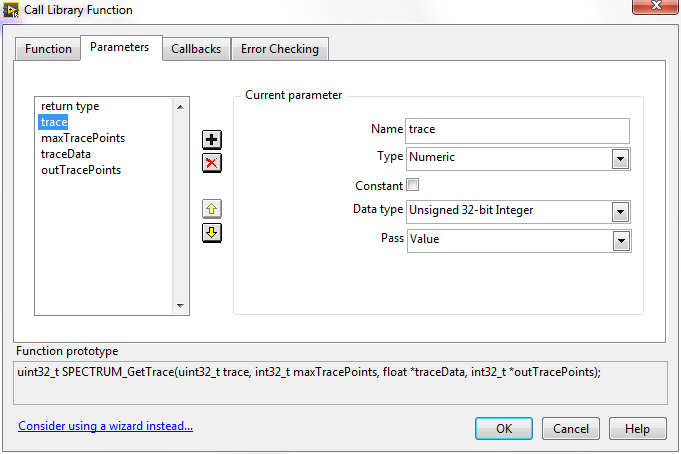 Call Library Function
Function Parameters Callbacks Error Checking
return type
trace
maxTracePoints
traceData
outTracePoints
Current parameter
Name trace
Type Numeric
Constant
Data type Unsigned 32-bit Integer
Pass Value
Function prototype
uint32_t SPECTRUM_GetTrace(uint32_t trace, int32_t maxTracePoints, float *traceData, int32_t *outTracePoints);
Consider using a wizard instead...
OK Cancel Help